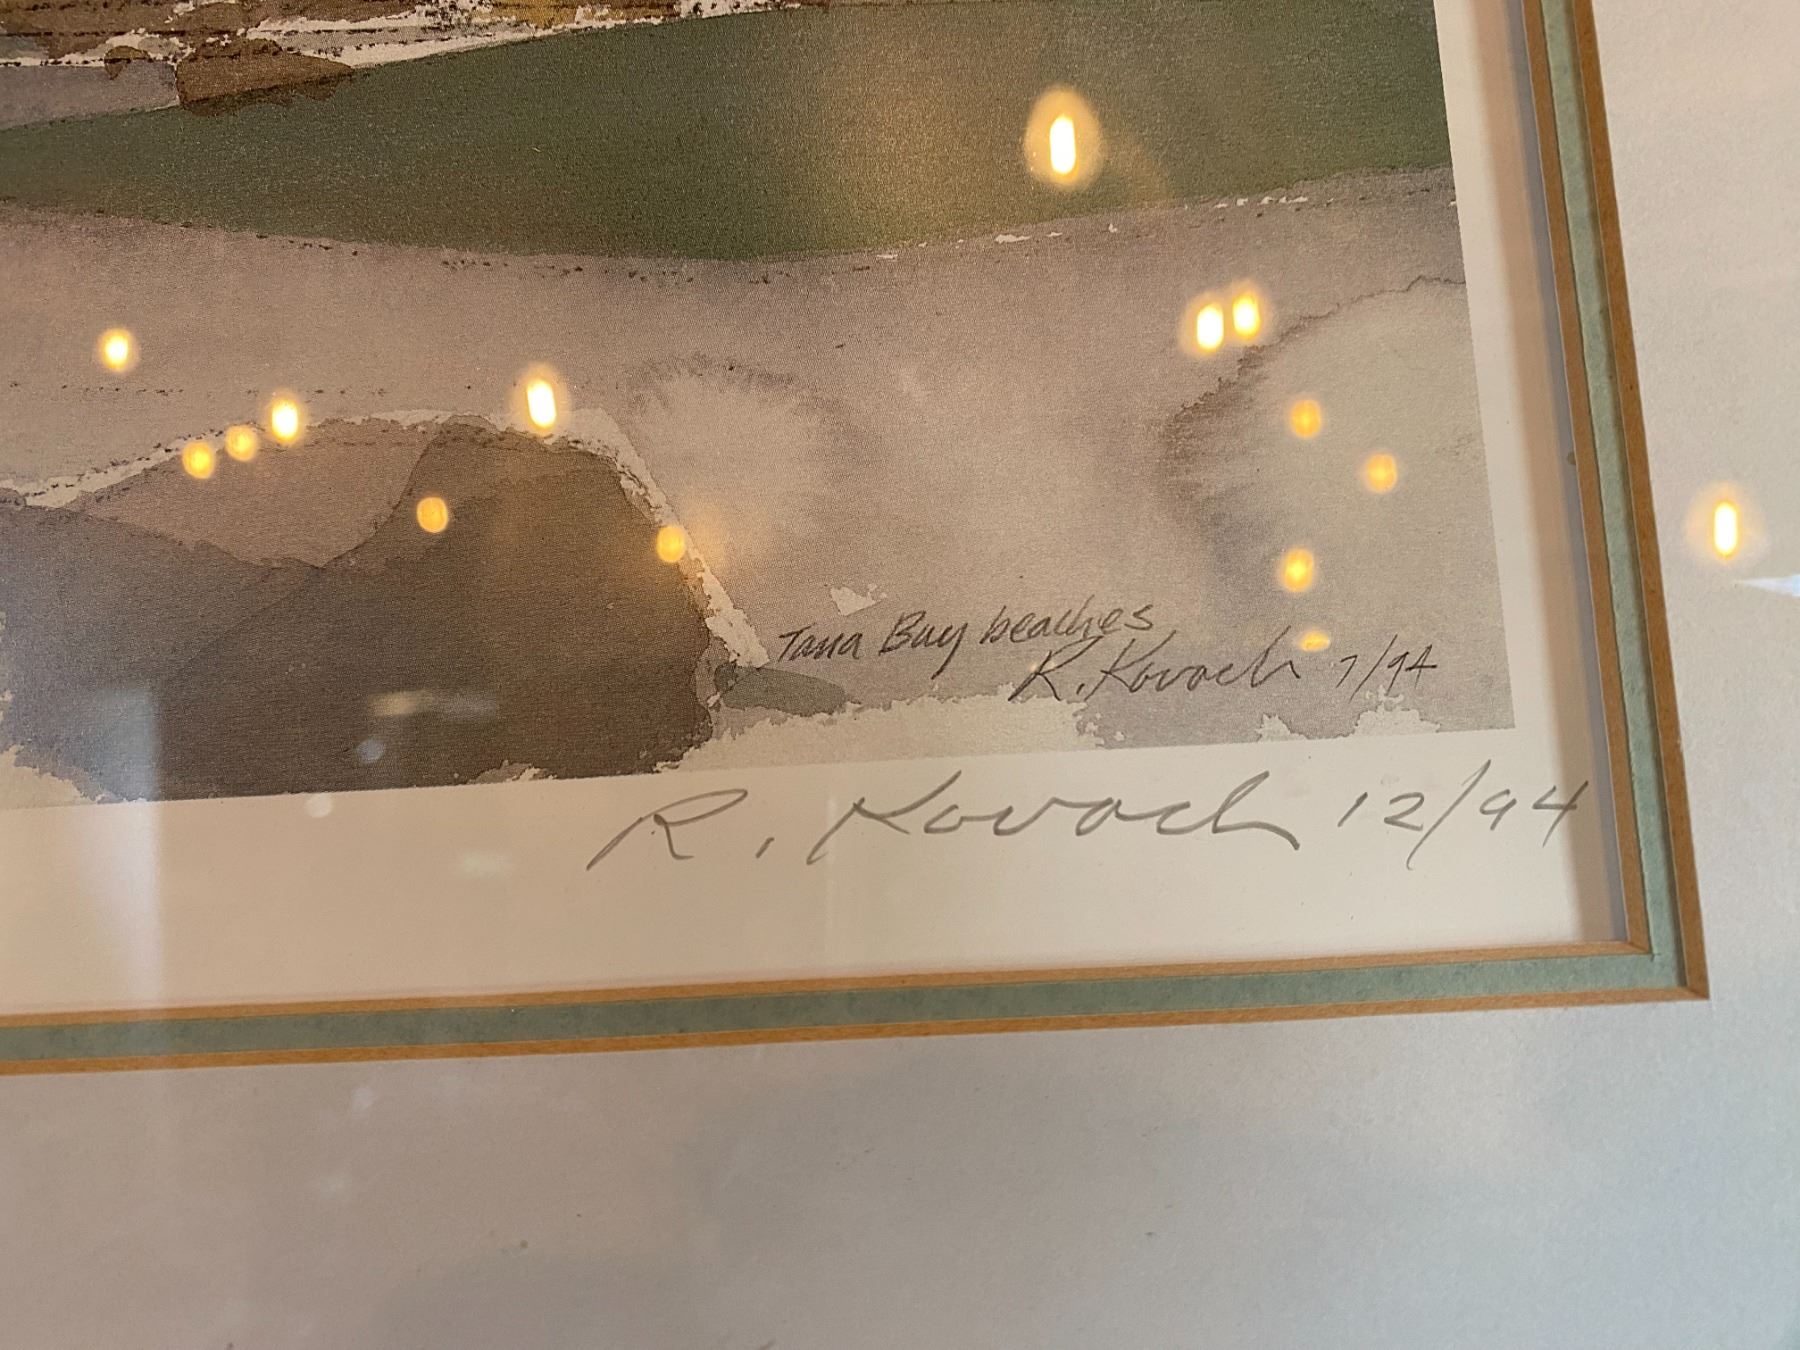 Tana Bay beaches
R. Kovach 7/94
R. Kovach 12/94